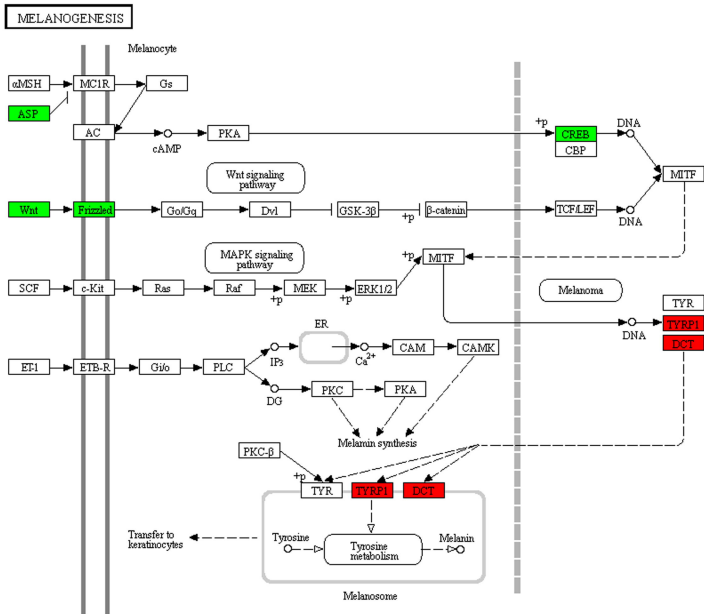 MELANOGENESIS
Melanocyte
αMSH
MC1R
Gs
ASP
AC
cAMP
PKA
+p
CREB
CBP
DNA
MITF
Wnt signaling
pathway
Wnt
Frizzled
Go/Gq
Dvl
GSK-3β
+p
β-catenin
TCF/LEF
DNA
MAPK signaling
pathway
+p
MITF
SCF
c-Kit
Ras
Raf
+p
MEK
+p
ERK1/2
Melanoma
TYR
DNA
TYRP1
DCT
ER
ET-1
ETB-R
Gi/o
PLC
IP3
Ca2+
CAM
CAMK
DG
PKC
PKA
Melamin synthesis
PKC-β
+p
TYR
TYRP1
DCT
Transfer to
keratinocytes
Tyrosine
Tyrosine
metabolism
Melanin
Melanosome